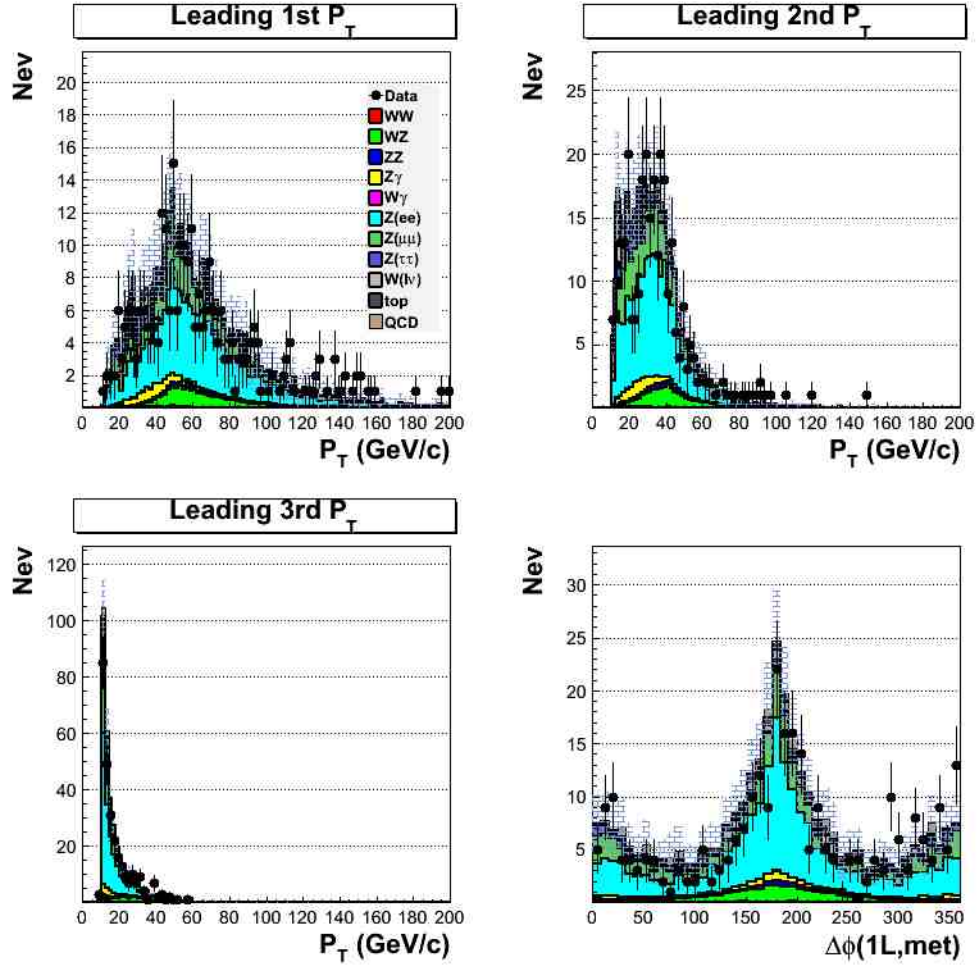 Leading 1st P_T
Nev
20
18
16
14
12
10
8
6
4
2
0 20 40 60 80 100 120 140 160 180 200
P_T (GeV/c)
Data
WW
WZ
ZZ
Zγ
Wγ
Z(ee)
Z(μμ)
Z(ττ)
W(lν)
top
QCD
Leading 2nd P_T
Nev
25
20
15
10
5
0 20 40 60 80 100 120 140 160 180 200
P_T (GeV/c)
Leading 3rd P_T
Nev
120
100
80
60
40
20
0 20 40 60 80 100 120 140 160 180 200
P_T (GeV/c)
Nev
30
25
20
15
10
5
0 50 100 150 200 250 300 350
Δϕ(1L,met)